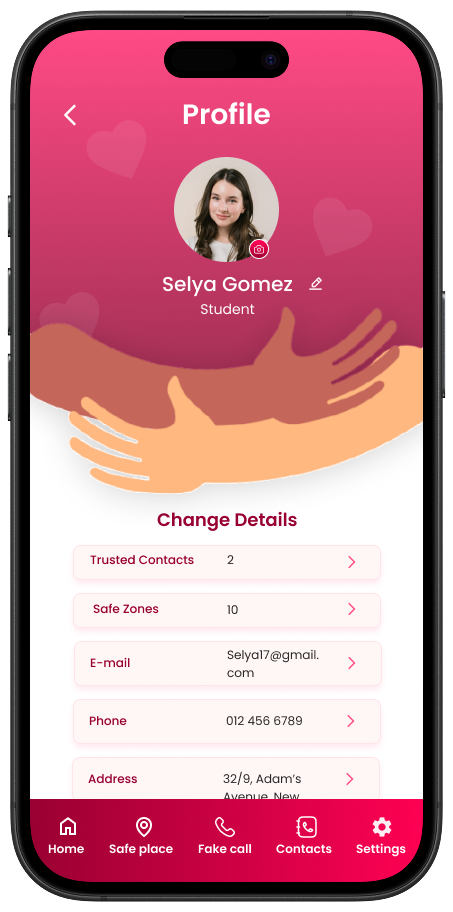 Profile
Selya Gomez
Student
Change Details
Trusted Contacts 2
Safe Zones 10
E-mail Selya17@gmail.
com
Phone 012 456 6789
Address 32/9, Adam's
Avenue, New
Home Safe place Fake call Contacts Settings